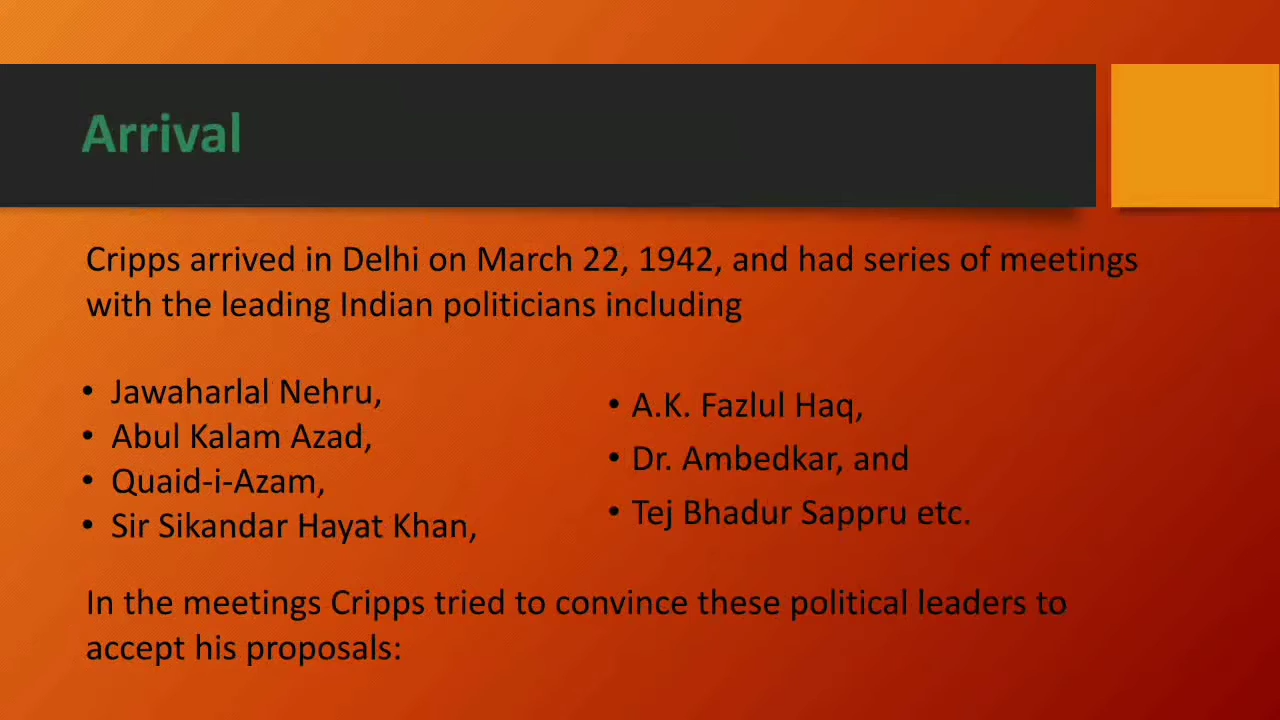 Arrival
Cripps arrived in Delhi on March 22, 1942, and had series of meetings
with the leading Indian politicians including
• Jawaharlal Nehru,
• Abul Kalam Azad,
• Quaid-i-Azam,
• Sir Sikandar Hayat Khan,
• A.K. Fazlul Haq,
• Dr. Ambedkar, and
• Tej Bhadur Sappru etc.
In the meetings Cripps tried to convince these political leaders to
accept his proposals: